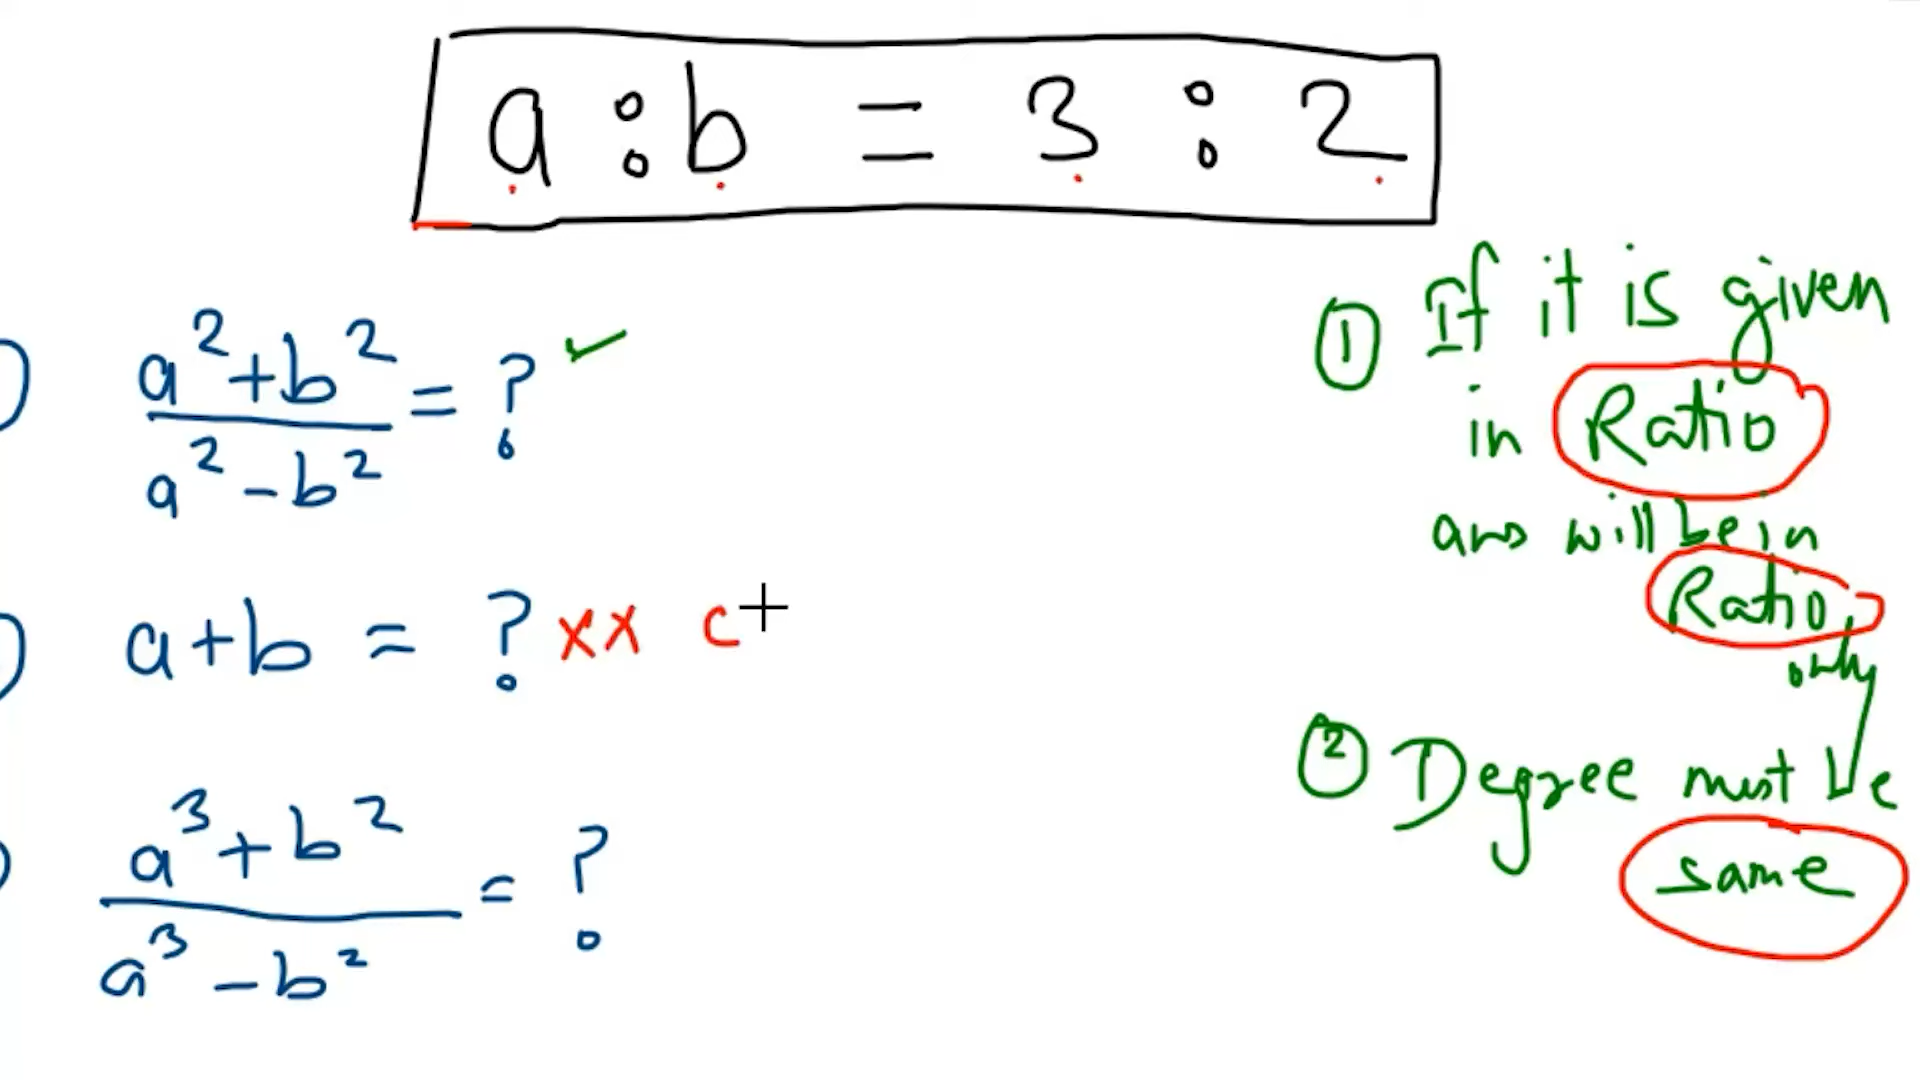 a : b = 3 : 2
a²+b² / a²-b² = ? ✓
a+b = ? xx c
a³+b² / a³-b² = ?
① If it is given
in Ratio
ans will be in
Ratio
only
② Degree must be
same